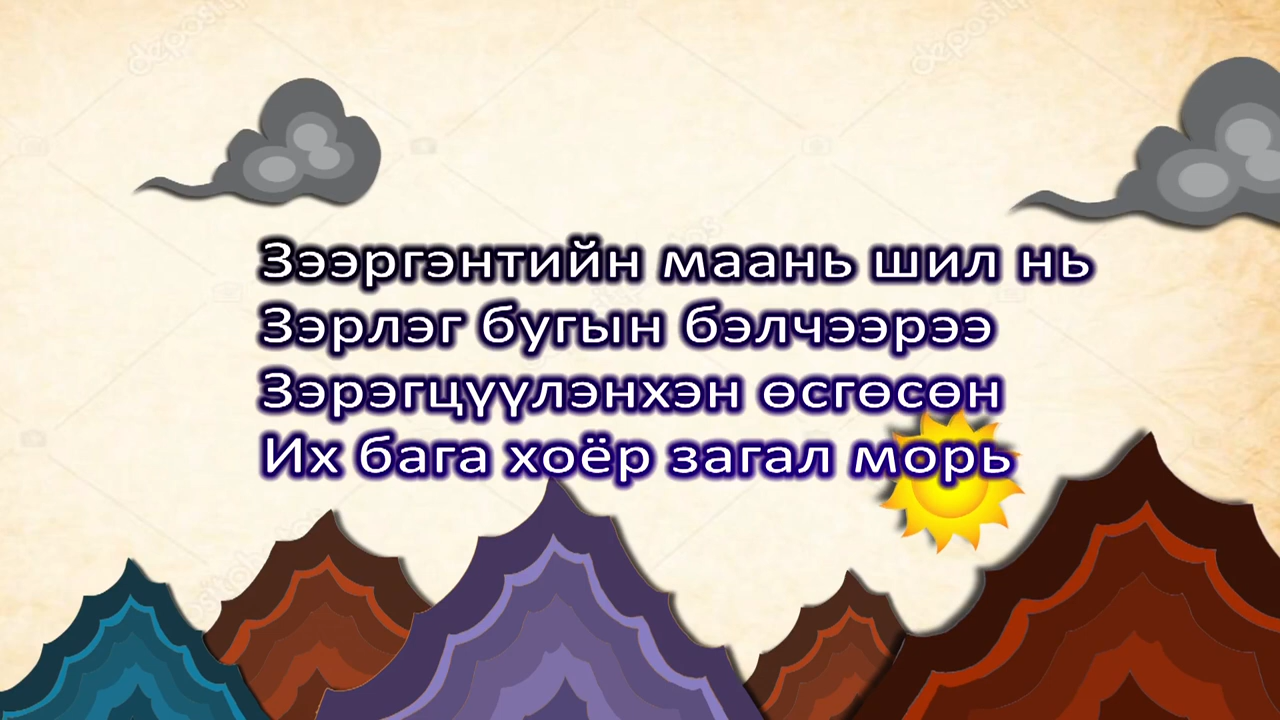 Зээргэнтийн маань шил нь
Зэрлэг бугын бэлчээрээ
Зэрэгцүүлэнхэн өсгөсөн
Их бага хоёр загал морь